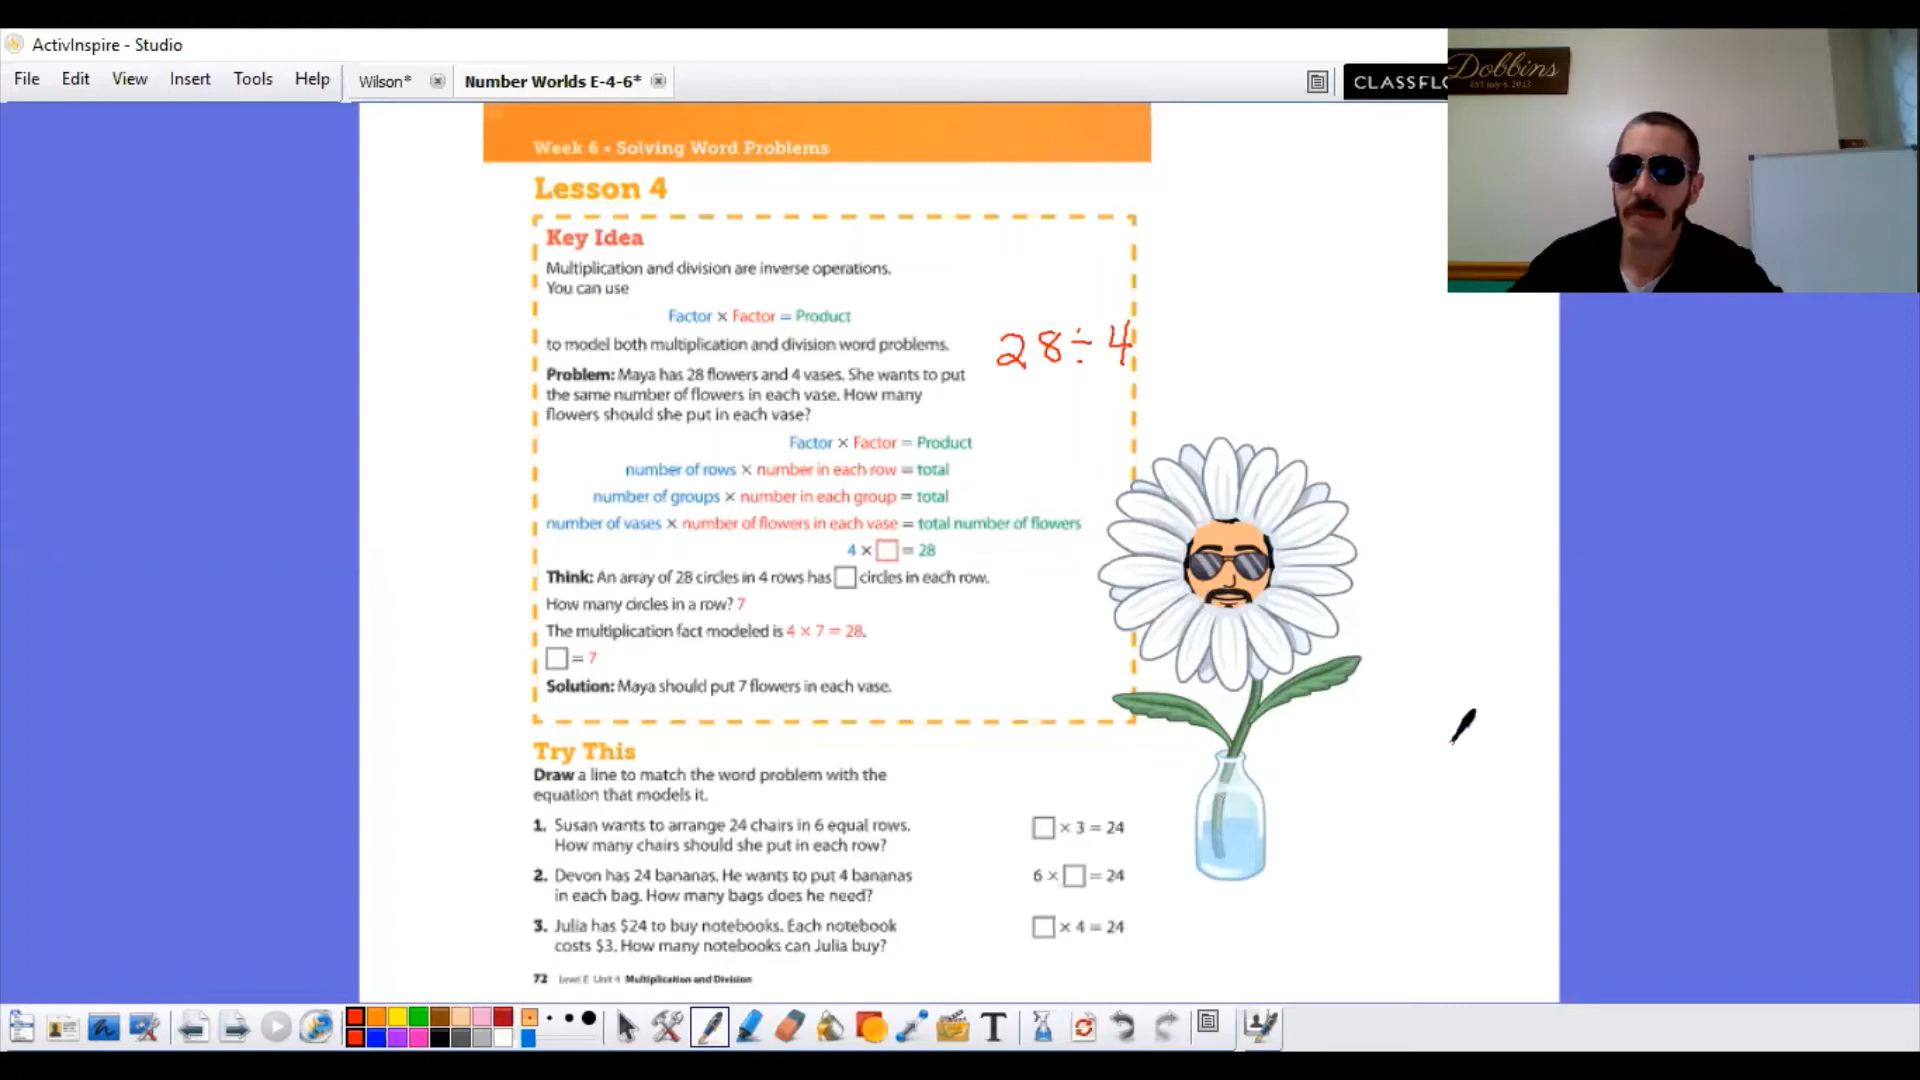 ActivInspire - Studio
File Edit View Insert Tools Help
Wilson* Number Worlds E-4-6*
CLASSFLO
Dobbins
EST July 6, 2013
Week 6 • Solving Word Problems
Lesson 4
Key Idea
Multiplication and division are inverse operations.
You can use
Factor × Factor = Product
to model both multiplication and division word problems.
28 ÷ 4
Problem: Maya has 28 flowers and 4 vases. She wants to put
the same number of flowers in each vase. How many
flowers should she put in each vase?
Factor × Factor = Product
number of rows × number in each row = total
number of groups × number in each group = total
number of vases × number of flowers in each vase = total number of flowers
4 × □ = 28
Think: An array of 28 circles in 4 rows has □ circles in each row.
How many circles in a row? 7
The multiplication fact modeled is 4 × 7 = 28.
□ = 7
Solution: Maya should put 7 flowers in each vase.
Try This
Draw a line to match the word problem with the
equation that models it.
1. Susan wants to arrange 24 chairs in 6 equal rows.
How many chairs should she put in each row?
□ × 3 = 24
2. Devon has 24 bananas. He wants to put 4 bananas
in each bag. How many bags does he need?
6 × □ = 24
3. Julia has $24 to buy notebooks. Each notebook
costs $3. How many notebooks can Julia buy?
□ × 4 = 24
72 Level E Unit 4 Multiplication and Division
T